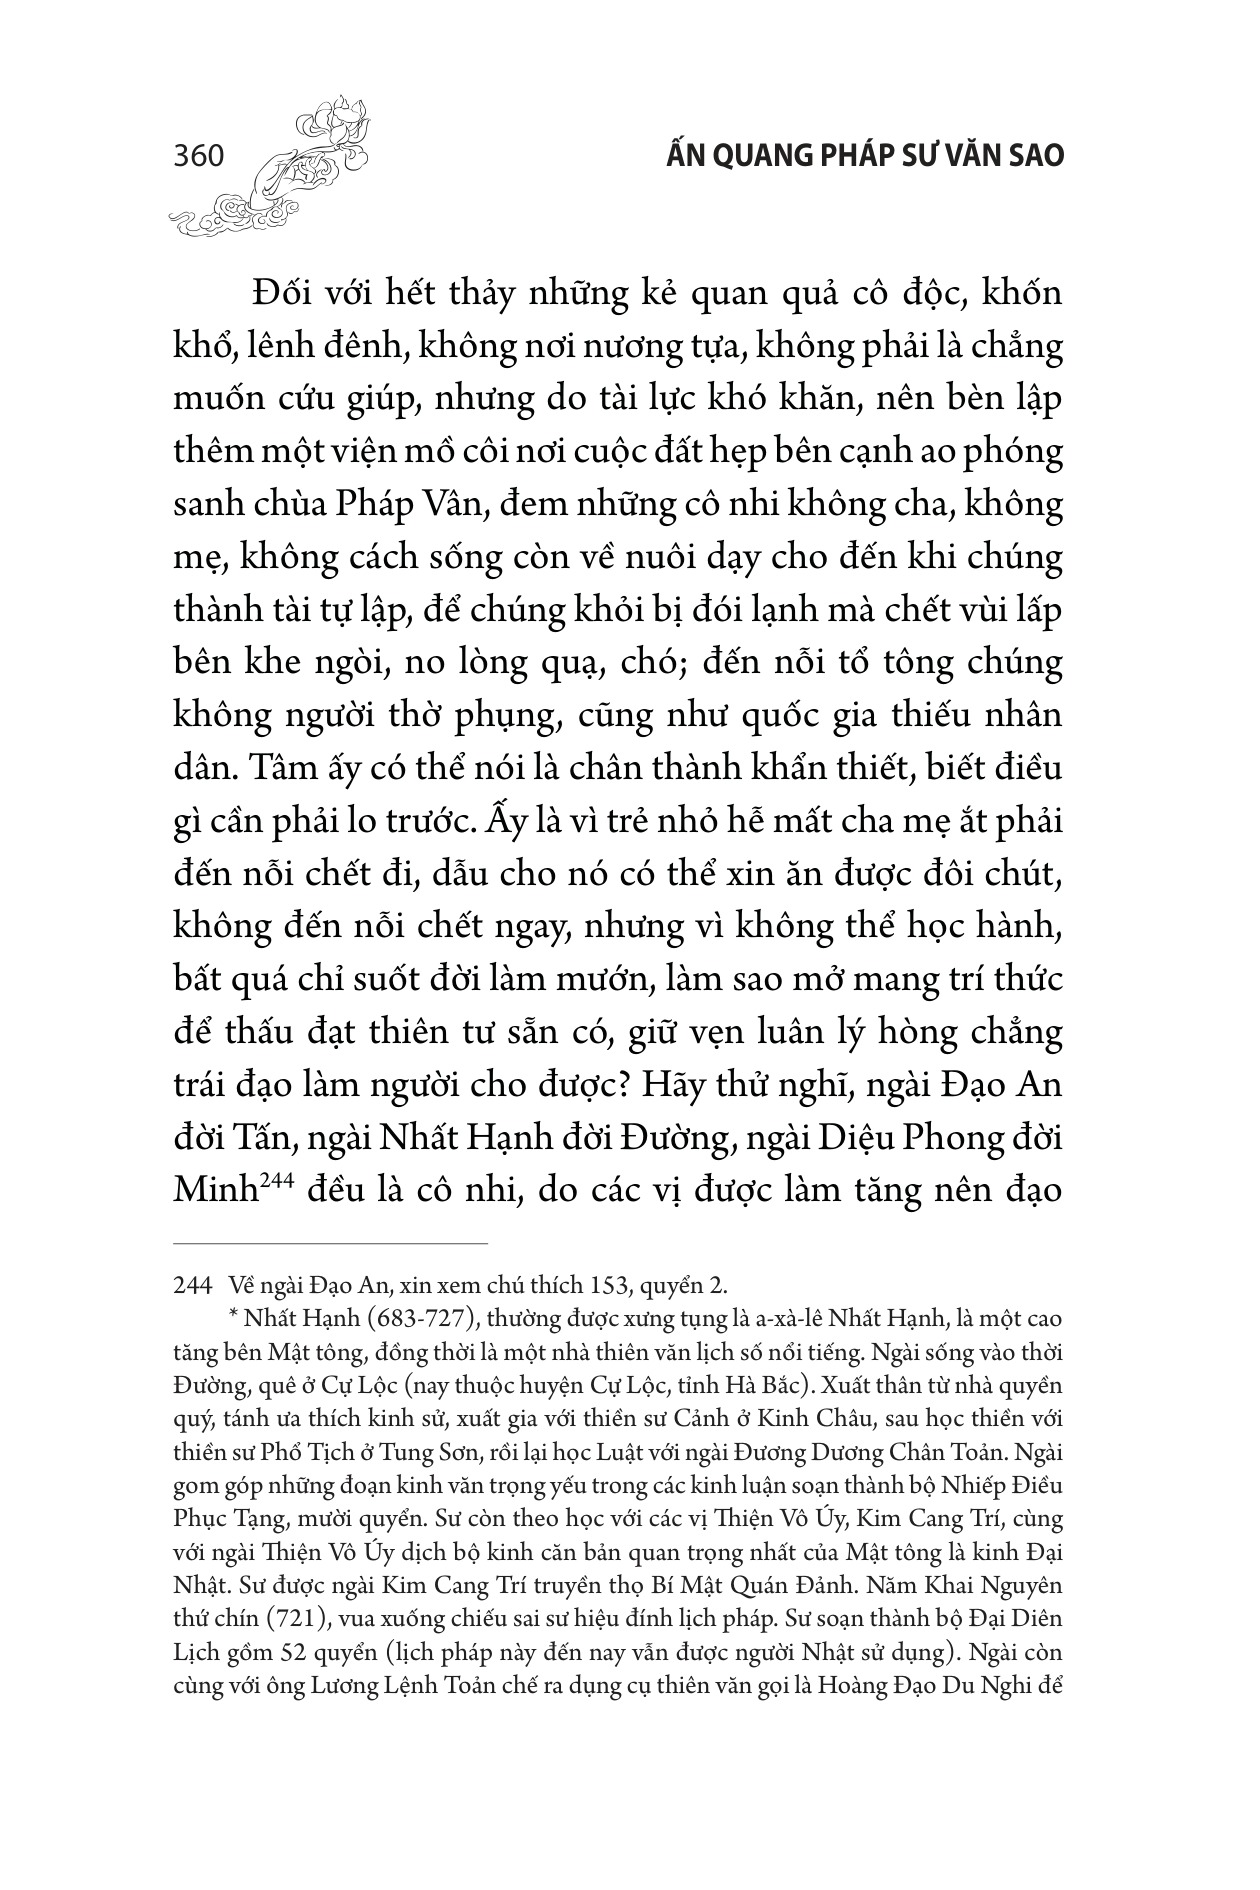 360
ẤN QUANG PHÁP SƯ VĂN SAO
Đối với hết thảy những kẻ quan quả cô độc, khốn
khổ, lênh đênh, không nơi nương tựa, không phải là chẳng
muốn cứu giúp, nhưng do tài lực khó khăn, nên bèn lập
thêm một viện mồ côi nơi cuộc đất hẹp bên cạnh ao phóng
sanh chùa Pháp Vân, đem những cô nhi không cha, không
mẹ, không cách sống còn về nuôi dạy cho đến khi chúng
thành tài tự lập, để chúng khỏi bị đói lạnh mà chết vùi lấp
bên khe ngòi, no lòng quạ, chó; đến nỗi tổ tông chúng
không người thờ phụng, cũng như quốc gia thiếu nhân
dân. Tâm ấy có thể nói là chân thành khẩn thiết, biết điều
gì cần phải lo trước. Ấy là vì trẻ nhỏ hễ mất cha mẹ ắt phải
đến nỗi chết đi, dẫu cho nó có thể xin ăn được đôi chút,
không đến nỗi chết ngay, nhưng vì không thể học hành,
bất quá chỉ suốt đời làm mướn, làm sao mở mang trí thức
để thấu đạt thiên tư sẵn có, giữ vẹn luân lý hòng chẳng
trái đạo làm người cho được? Hãy thử nghĩ, ngài Đạo An
đời Tấn, ngài Nhất Hạnh đời Đường, ngài Diệu Phong đời
Minh244 đều là cô nhi, do các vị được làm tăng nên đạo
244 Về ngài Đạo An, xin xem chú thích 153, quyển 2.
* Nhất Hạnh (683-727), thường được xưng tụng là a-xà-lê Nhất Hạnh, là một cao
tăng bên Mật tông, đồng thời là một nhà thiên văn lịch số nổi tiếng. Ngài sống vào thời
Đường, quê ở Cự Lộc (nay thuộc huyện Cự Lộc, tỉnh Hà Bắc). Xuất thân từ nhà quyền
quý, tánh ưa thích kinh sử, xuất gia với thiền sư Cảnh ở Kinh Châu, sau học thiền với
thiền sư Phổ Tịch ở Tung Sơn, rồi lại học Luật với ngài Đương Dương Chân Toản. Ngài
gom góp những đoạn kinh văn trọng yếu trong các kinh luận soạn thành bộ Nhiếp Điều
Phục Tạng, mười quyển. Sư còn theo học với các vị Thiện Vô Úy, Kim Cang Trí, cùng
với ngài Thiện Vô Úy dịch bộ kinh căn bản quan trọng nhất của Mật tông là kinh Đại
Nhật. Sư được ngài Kim Cang Trí truyền thọ Bí Mật Quán Đảnh. Năm Khai Nguyên
thứ chín (721), vua xuống chiếu sai sư hiệu đính lịch pháp. Sư soạn thành bộ Đại Diên
Lịch gồm 52 quyển (lịch pháp này đến nay vẫn được người Nhật sử dụng). Ngài còn
cùng với ông Lương Lệnh Toản chế ra dụng cụ thiên văn gọi là Hoàng Đạo Du Nghi để